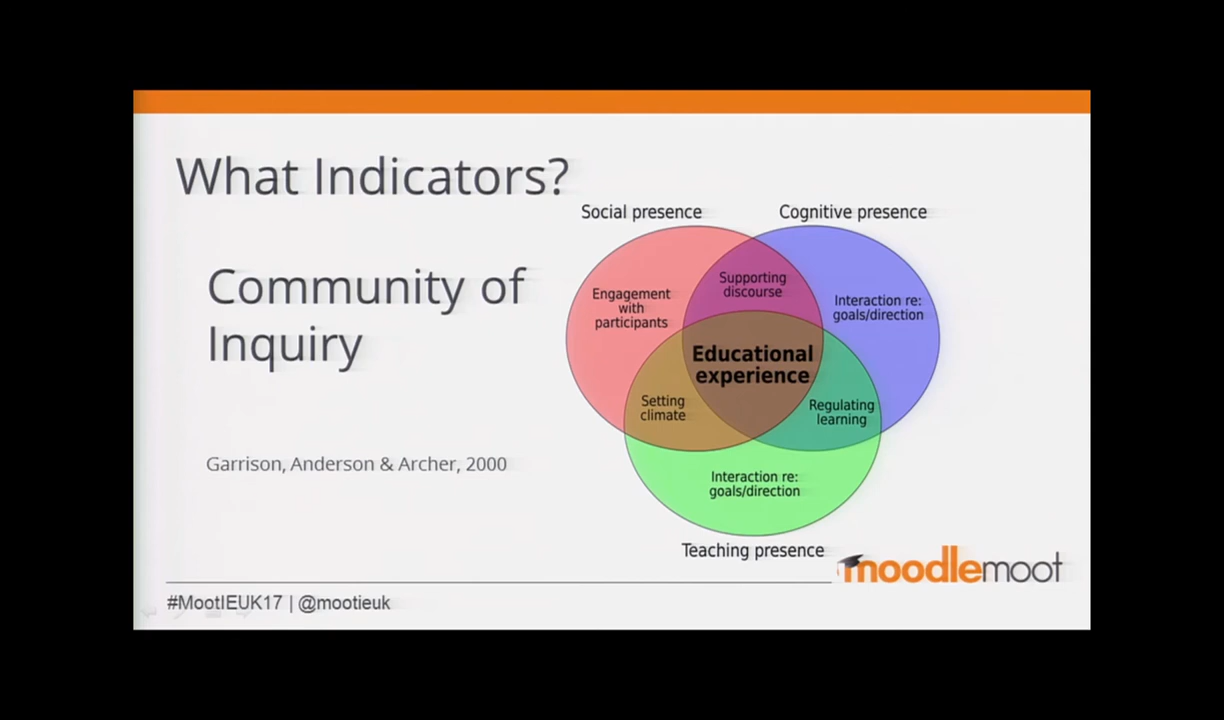 What Indicators?
Community of
Inquiry
Garrison, Anderson & Archer, 2000
Social presence
Cognitive presence
Engagement
with
participants
Supporting
discourse
Interaction re:
goals/direction
Educational
experience
Setting
climate
Regulating
learning
Interaction re:
goals/direction
Teaching presence
moodlemoot
#MootIEUK17 | @mootieuk